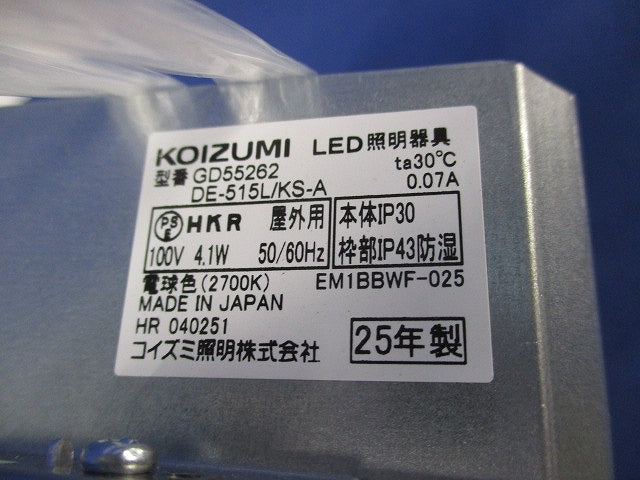 KOIZUMI LED照明器具
型番 GD55262 ta30℃
DE-515L/KS-A 0.07A
PS E HKR 屋外用
100V 4.1W 50/60Hz
本体IP30
枠部IP43防湿
電球色(2700K) EM1BBWF-025
MADE IN JAPAN
HR 040251
コイズミ照明株式会社
25年製